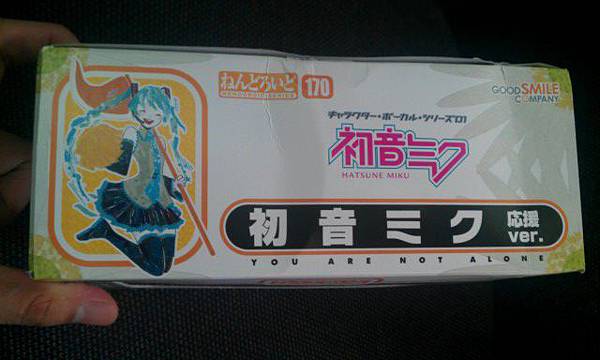 ねんどろいど
NENDOROID SERIES
170
GOOD SMILE
COMPANY
キャラクター・ボーカル・シリーズ01
初音ミク
HATSUNE MIKU
初音ミク 応援
ver.
YOU ARE NOT ALONE